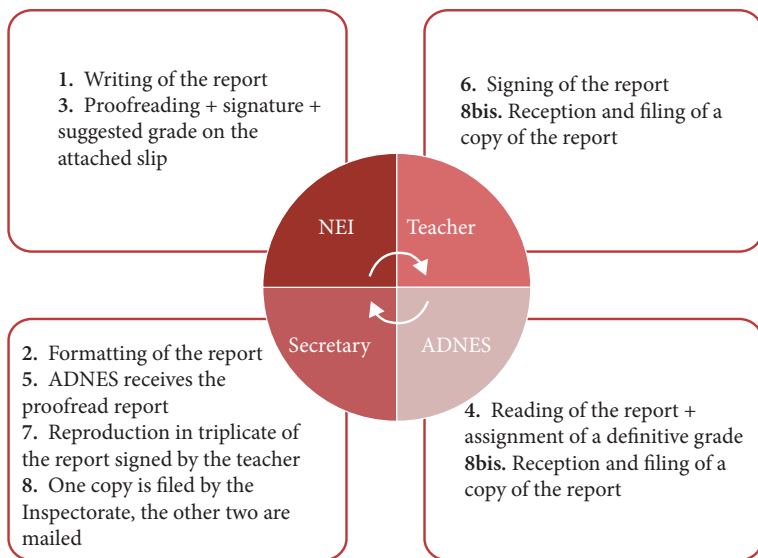 1. Writing of the report
3. Proofreading + signature +
suggested grade on the
attached slip
6. Signing of the report
8bis. Reception and filing of a
copy of the report
NEI
Teacher
Secretary
ADNES
2. Formatting of the report
5. ADNES receives the
proofread report
7. Reproduction in triplicate of
the report signed by the teacher
8. One copy is filed by the
Inspectorate, the other two are
mailed
4. Reading of the report +
assignment of a definitive grade
8bis. Reception and filing of a
copy of the report